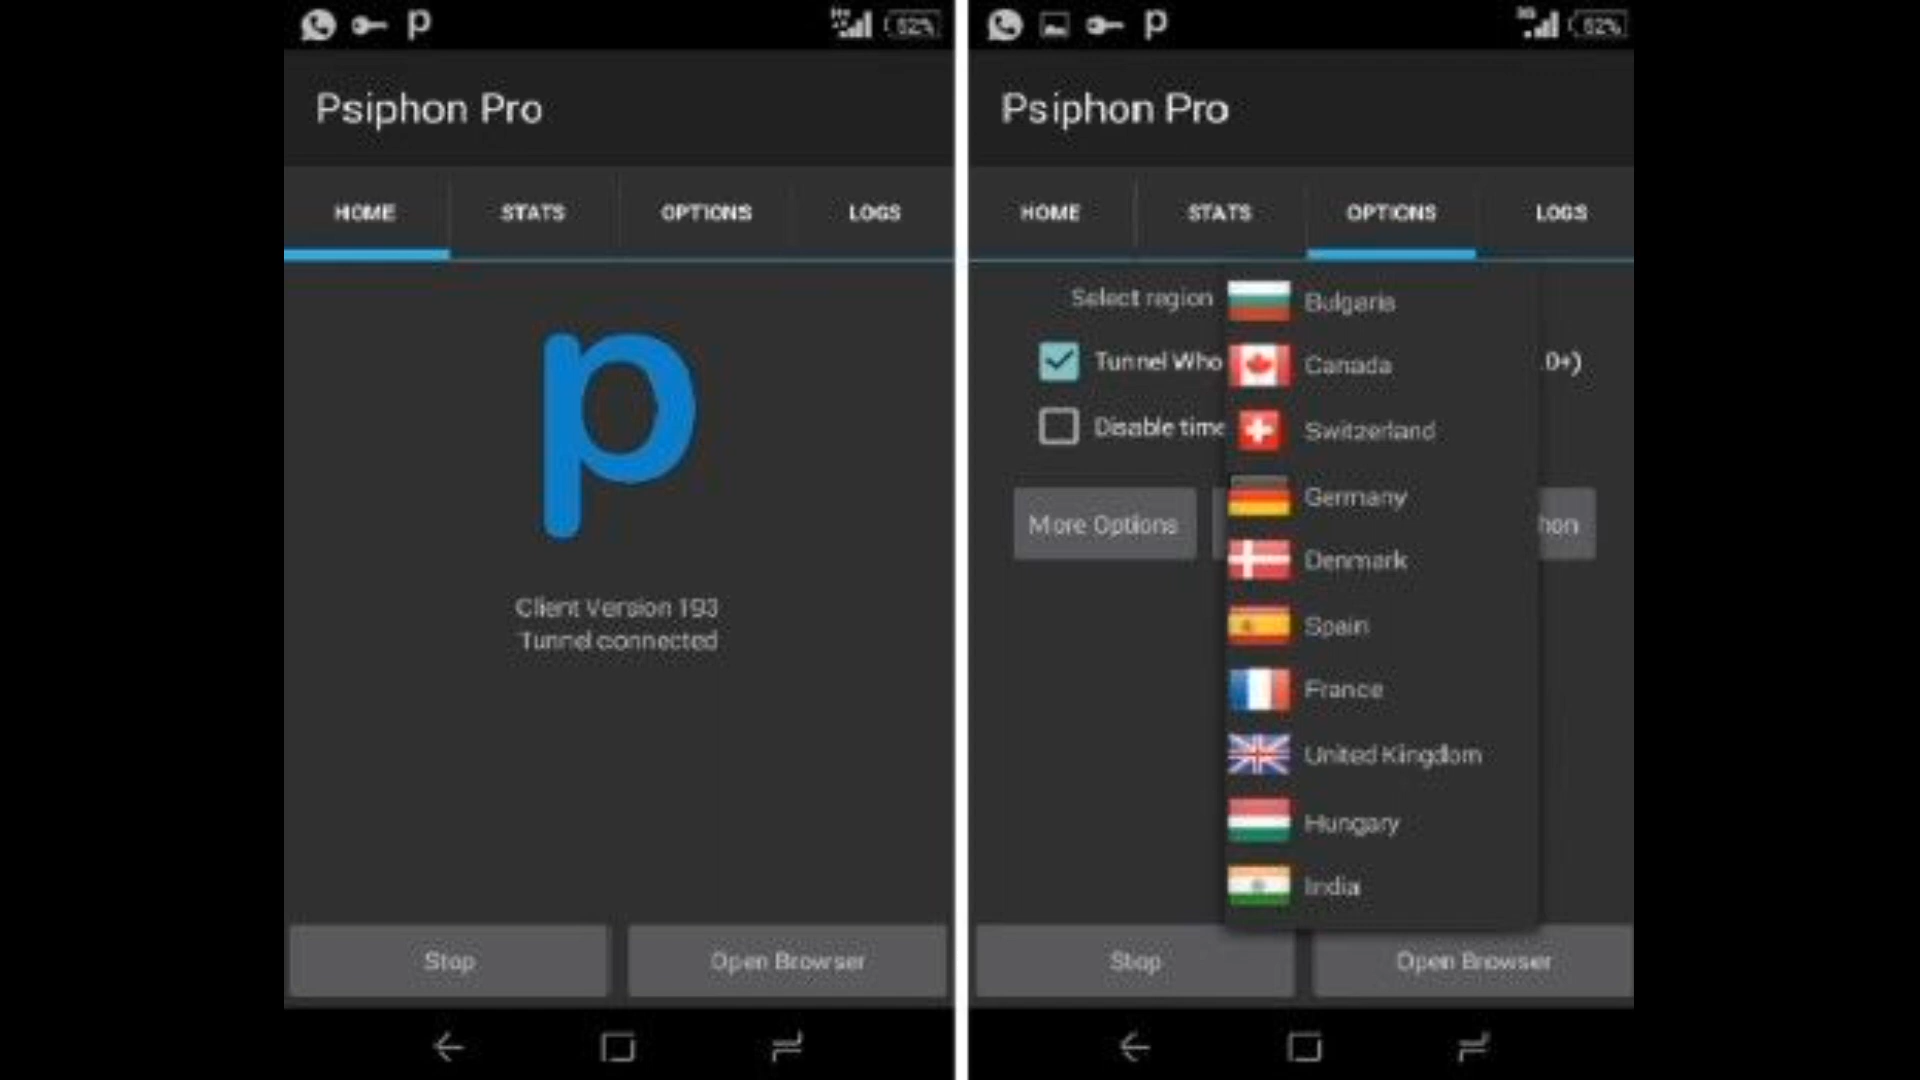 p
62%
Psiphon Pro
HOME STATS OPTIONS LOGS
p
Client Version 193
Tunnel connected
Stop Open Browser
p
62%
Psiphon Pro
HOME STATS OPTIONS LOGS
Select region
Bulgaria
Tunnel Who
Canada
.0+)
Disable time
Switzerland
More Options
Germany
hon
Denmark
Spain
France
United Kingdom
Hungary
India
Stop Open Browser